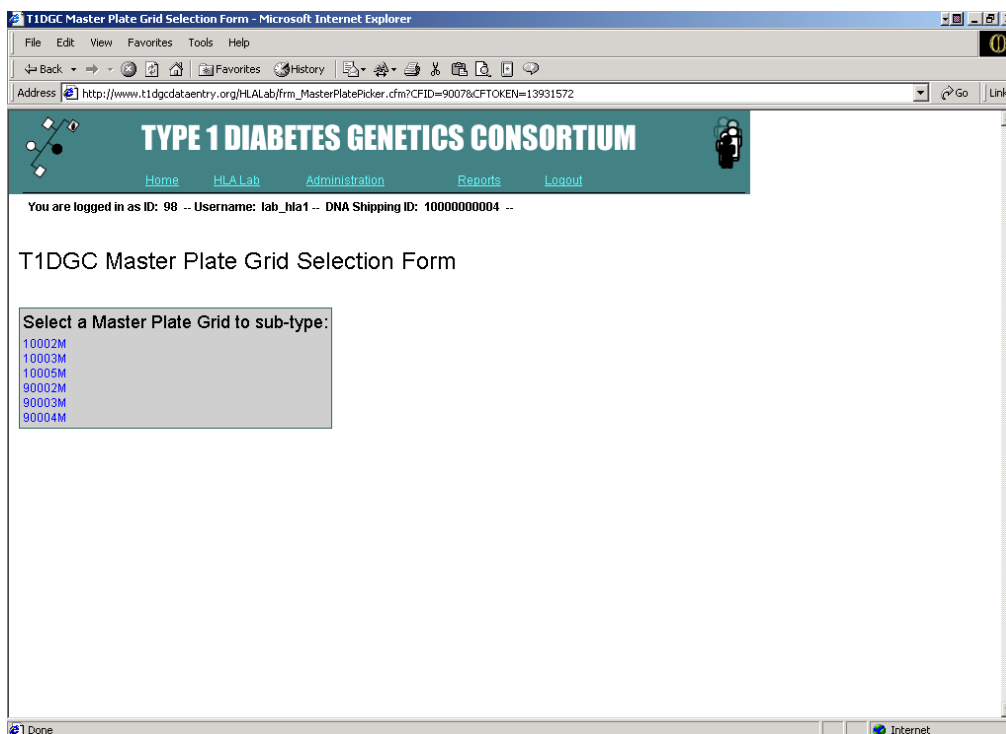 T1DGC Master Plate Grid Selection Form - Microsoft Internet Explorer
File Edit View Favorites Tools Help
Back Favorites History
Address http://www.t1dgcdataentry.org/HLALab/frm_MasterPlatePicker.cfm?CFID=9007&CFTOKEN=13931572 Go Link
TYPE 1 DIABETES GENETICS CONSORTIUM
Home HLA Lab Administration Reports Logout
You are logged in as ID: 98 -- Username: lab_hla1 -- DNA Shipping ID: 10000000004 --
T1DGC Master Plate Grid Selection Form
Select a Master Plate Grid to sub-type:
10002M
10003M
10005M
90002M
90003M
90004M
Done Internet